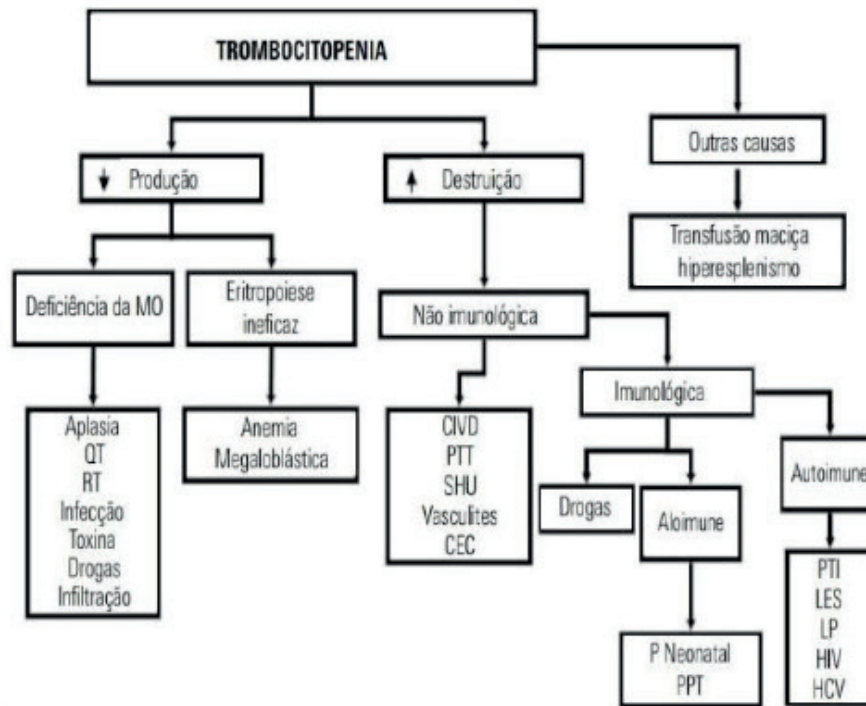 TROMBOCITOPENIA
Produção
Destruição
Outras causas
Transfusão maciça
hiperesplenismo
Deficiência da MO
Eritropoiese
ineficaz
Não imunológica
Imunológica
Autoimune
Aplasia
QT
RT
Infecção
Toxina
Drogas
Infiltração
Anemia
Megaloblástica
CIVD
PTT
SHU
Vasculites
CEC
Drogas
Aloimune
P Neonatal
PPT
PTI
LES
LP
HIV
HCV